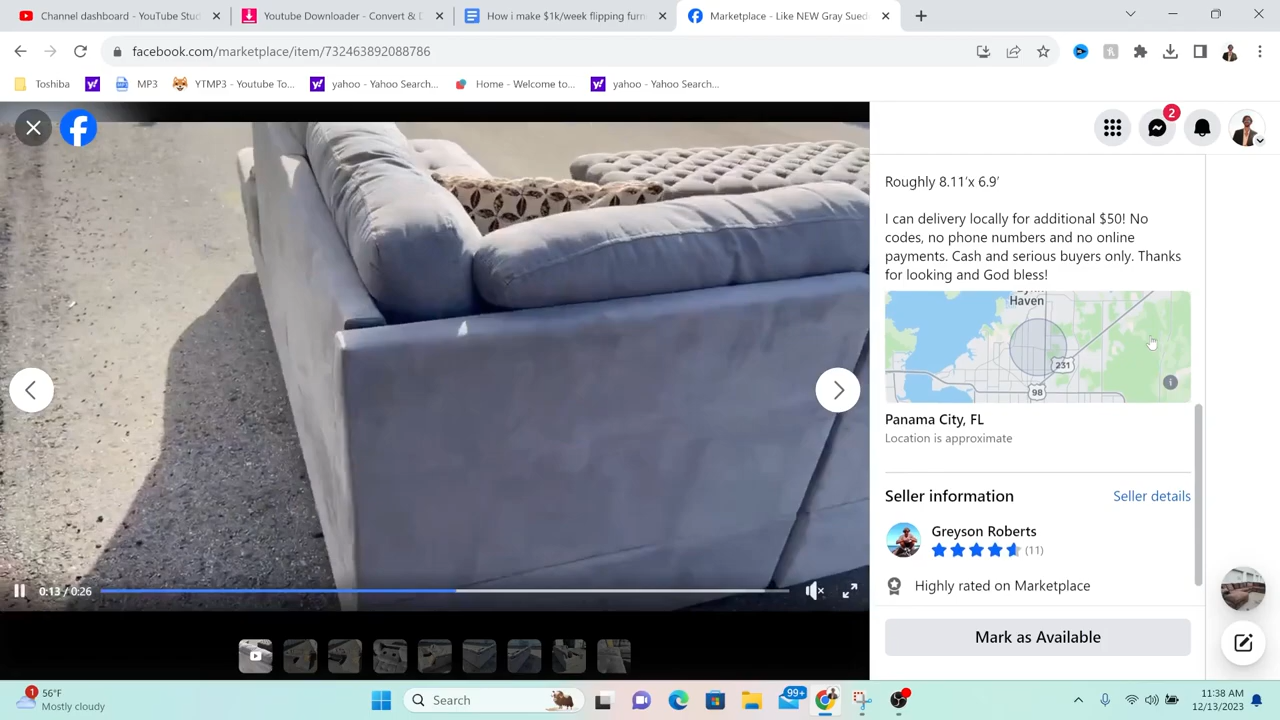 Channel dashboard - YouTube Stu
Youtube Downloader - Convert & D
How i make $1k/week flipping furn
Marketplace - Like NEW Gray Sued
facebook.com/marketplace/item/732463892088786
Toshiba
MP3
YTMP3 - Youtube To...
yahoo - Yahoo Search...
Home - Welcome to...
yahoo - Yahoo Search...
2
Roughly 8.11'x 6.9'
I can delivery locally for additional $50! No
codes, no phone numbers and no online
payments. Cash and serious buyers only. Thanks
for looking and God bless!
Haven
231
98
Panama City, FL
Location is approximate
Seller information
Seller details
Greyson Roberts
(11)
Highly rated on Marketplace
Mark as Available
0:13 / 0:26
1
56°F
Mostly cloudy
Search
99+
11:38 AM
12/13/2023